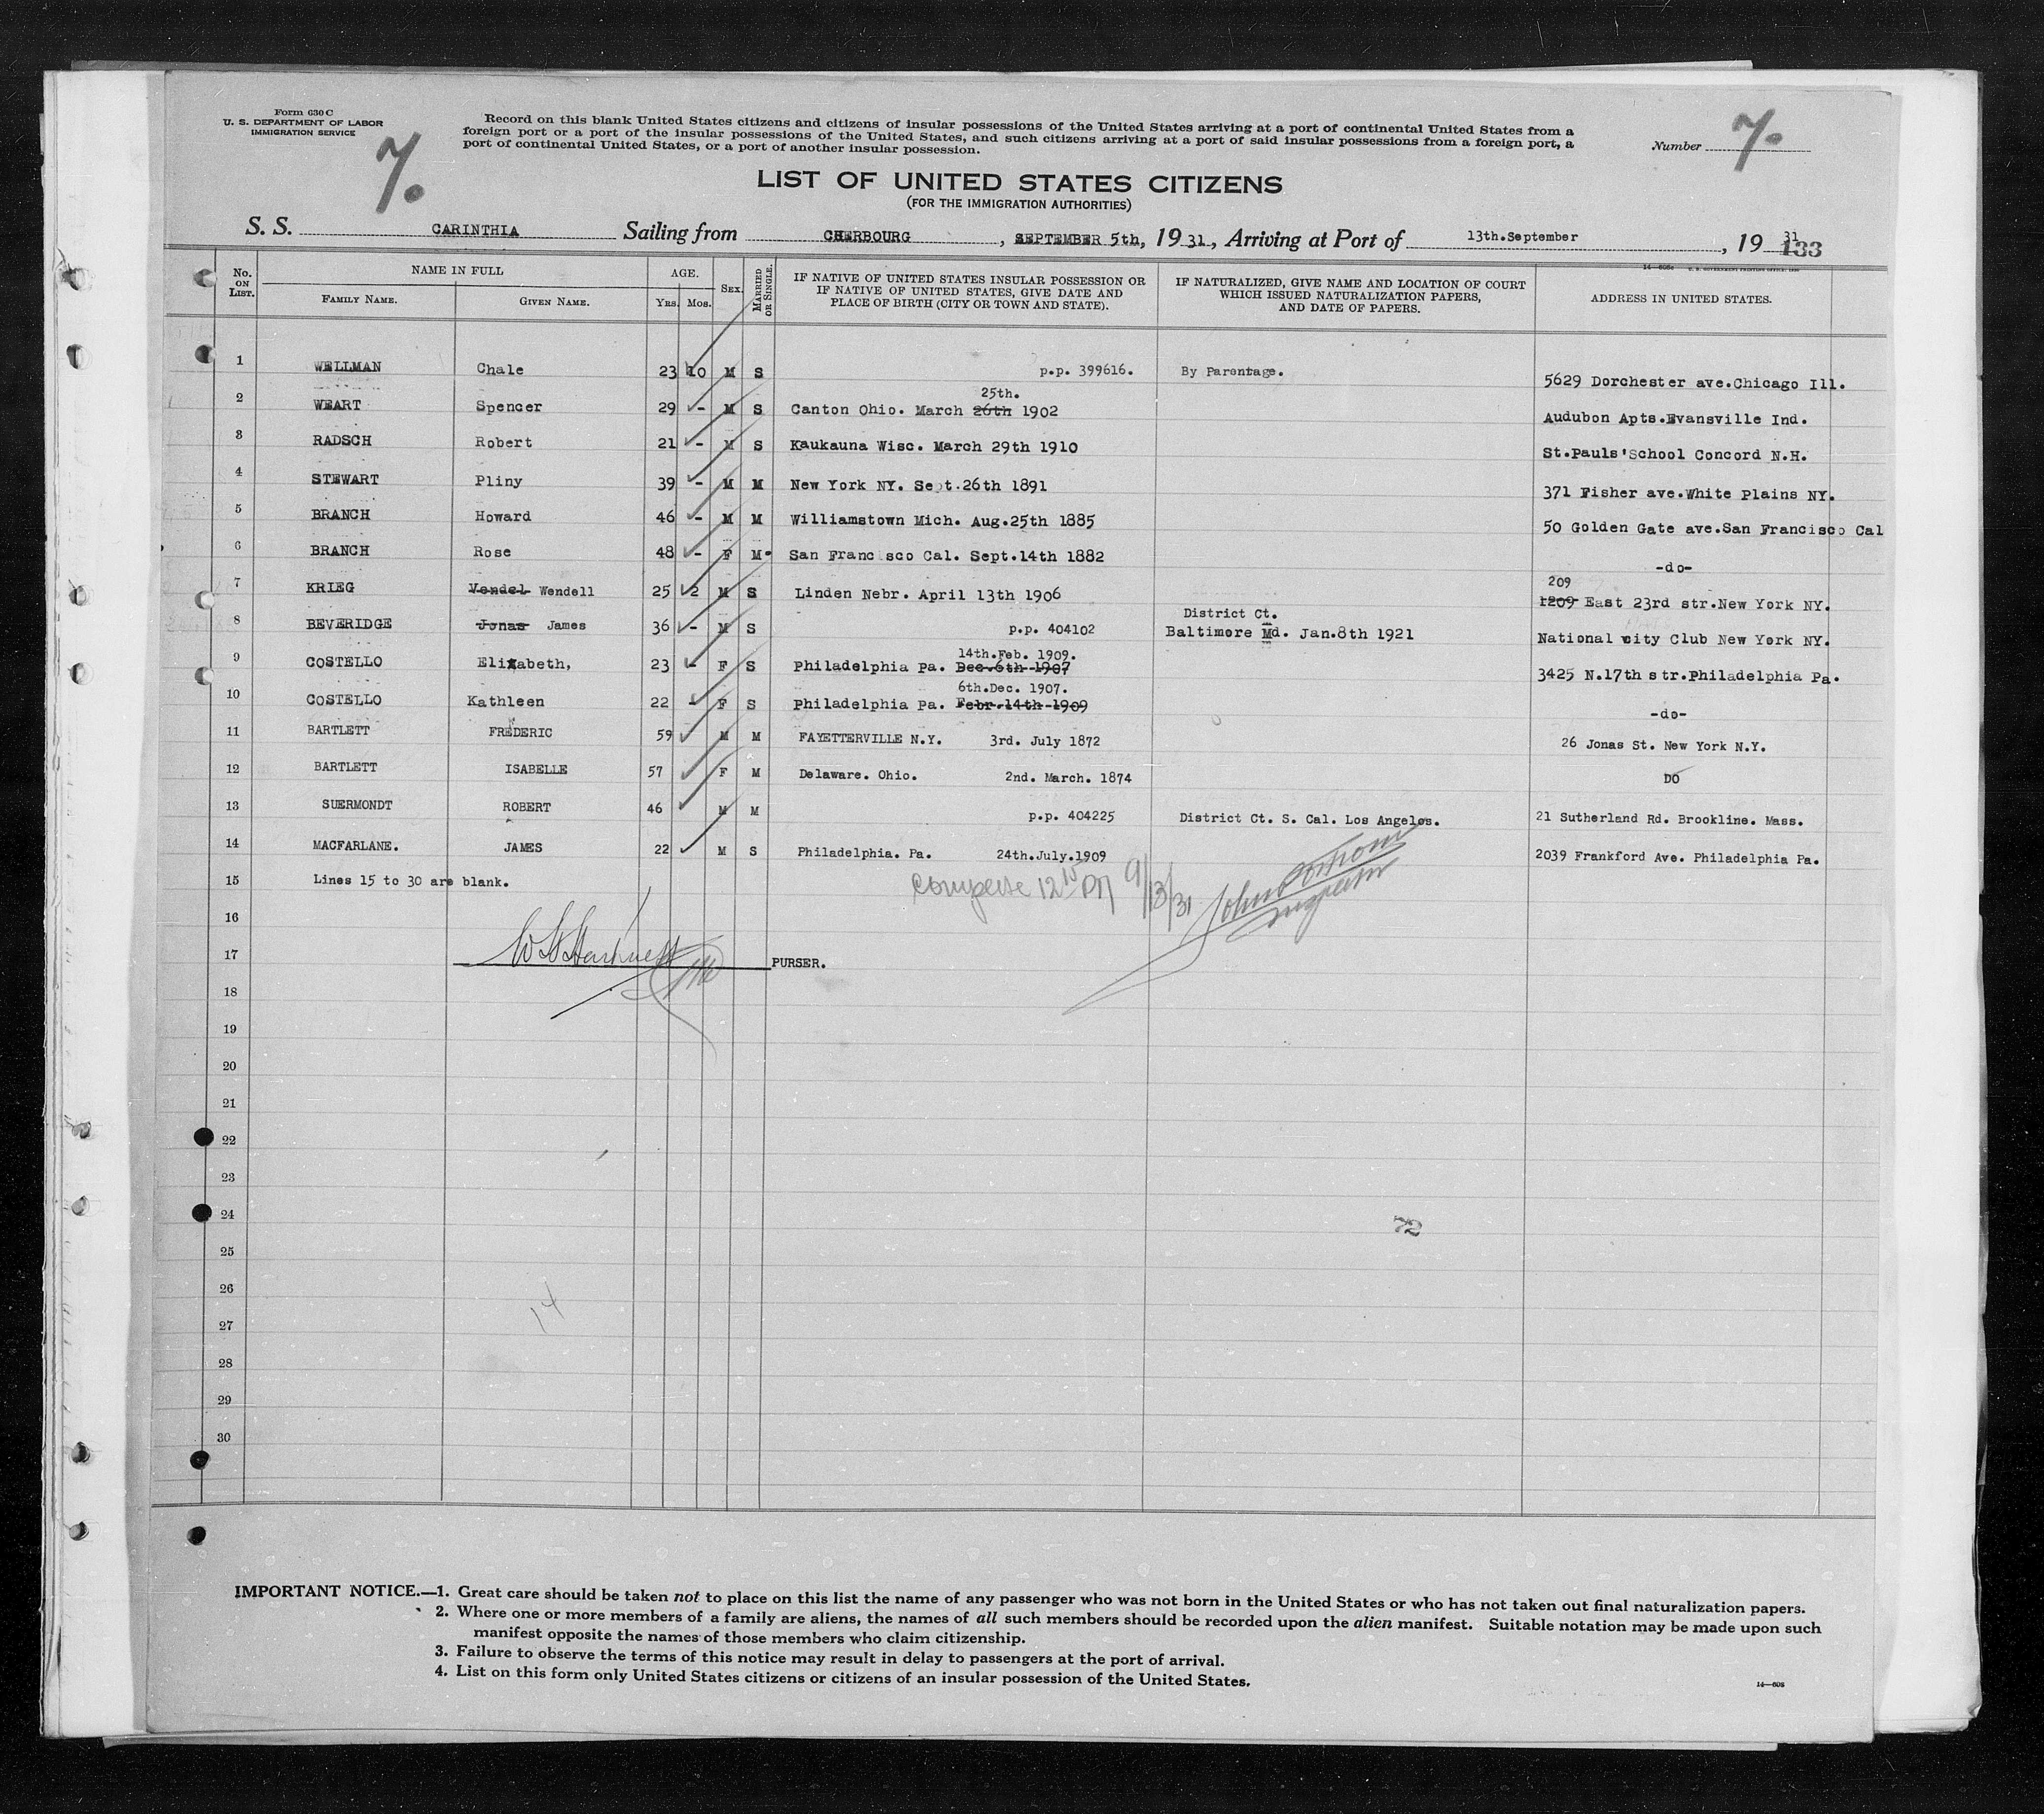 Form 630 C
U. S. DEPARTMENT OF LABOR
IMMIGRATION SERVICE
7.
Record on this blank United States citizens and citizens of insular possessions of the United States arriving at a port of continental United States from a
foreign port or a port of the insular possessions of the United States, and such citizens arriving at a port of said insular possessions from a foreign port, a
port of continental United States, or a port of another insular possession.
Number 7.
LIST OF UNITED STATES CITIZENS
(FOR THE IMMIGRATION AUTHORITIES)
S. S. CARINTHIA Sailing from CHERBOURG, SEPTEMBER 5th, 19 31, Arriving at Port of 13th.September, 19 31
133
No. ON LIST. NAME IN FULL AGE. SEX. MARRIED OR SINGLE. IF NATIVE OF UNITED STATES INSULAR POSSESSION OR IF NATIVE OF UNITED STATES, GIVE DATE AND PLACE OF BIRTH (CITY OR TOWN AND STATE). IF NATURALIZED, GIVE NAME AND LOCATION OF COURT WHICH ISSUED NATURALIZATION PAPERS, AND DATE OF PAPERS. ADDRESS IN UNITED STATES.
FAMILY NAME. GIVEN NAME. YRS. MOS.
1 WELLMAN Chale 23 10 M S p.p. 399616. By Parentage. 5629 Dorchester ave.Chicago Ill.
25th.
2 WEART Spencer 29 - M S Canton Ohio. March 26th 1902 Audubon Apts.Evansville Ind.
3 RADSCH Robert 21 - M S Kaukauna Wisc. March 29th 1910 St.Pauls'School Concord N.H.
4 STEWART Pliny 39 - M M New York NY. Sept.26th 1891 371 Fisher ave.White Plains NY.
5 BRANCH Howard 46 - M M Williamstown Mich. Aug.25th 1885 50 Golden Gate ave.San Francisco Cal
6 BRANCH Rose 48 - F M San Francisco Cal. Sept.14th 1882 -do-
209
7 KRIEG Vendel Wendell 25 2 M S Linden Nebr. April 13th 1906 1209 East 23rd str.New York NY.
District Ct.
8 BEVERIDGE Jonas James 36 - M S p.p. 404102 Baltimore Md. Jan.8th 1921 National city Club New York NY.
14th.Feb. 1909.
9 COSTELLO Elizabeth, 23 - F S Philadelphia Pa. Dec.6th 1907 3425 N.17th str.Philadelphia Pa.
6th.Dec. 1907.
10 COSTELLO Kathleen 22 - F S Philadelphia Pa. Febr.14th 1909 -do-
11 BARTLETT FREDERIC 59 M M FAYETTERVILLE N.Y. 3rd. July 1872 26 Jonas St. New York N.Y.
12 BARTLETT ISABELLE 57 F M Delaware. Ohio. 2nd. March. 1874 DO
13 SUERMONDT ROBERT 46 M M p.p. 404225 District Ct. S. Cal. Los Angelos. 21 Sutherland Rd. Brookline. Mass.
14 MACFARLANE. JAMES 22 M S Philadelphia. Pa. 24th.July.1909 2039 Frankford Ave. Philadelphia Pa.
15 Lines 15 to 30 are blank.
9/13/31
Inspector
16
17 PURSER.
18
19
20
21
22
23
24
72
25
26
14
27
28
29
30
IMPORTANT NOTICE.—1. Great care should be taken not to place on this list the name of any passenger who was not born in the United States or who has not taken out final naturalization papers.
2. Where one or more members of a family are aliens, the names of all such members should be recorded upon the alien manifest. Suitable notation may be made upon such
manifest opposite the names of those members who claim citizenship.
3. Failure to observe the terms of this notice may result in delay to passengers at the port of arrival.
4. List on this form only United States citizens or citizens of an insular possession of the United States.
14—608